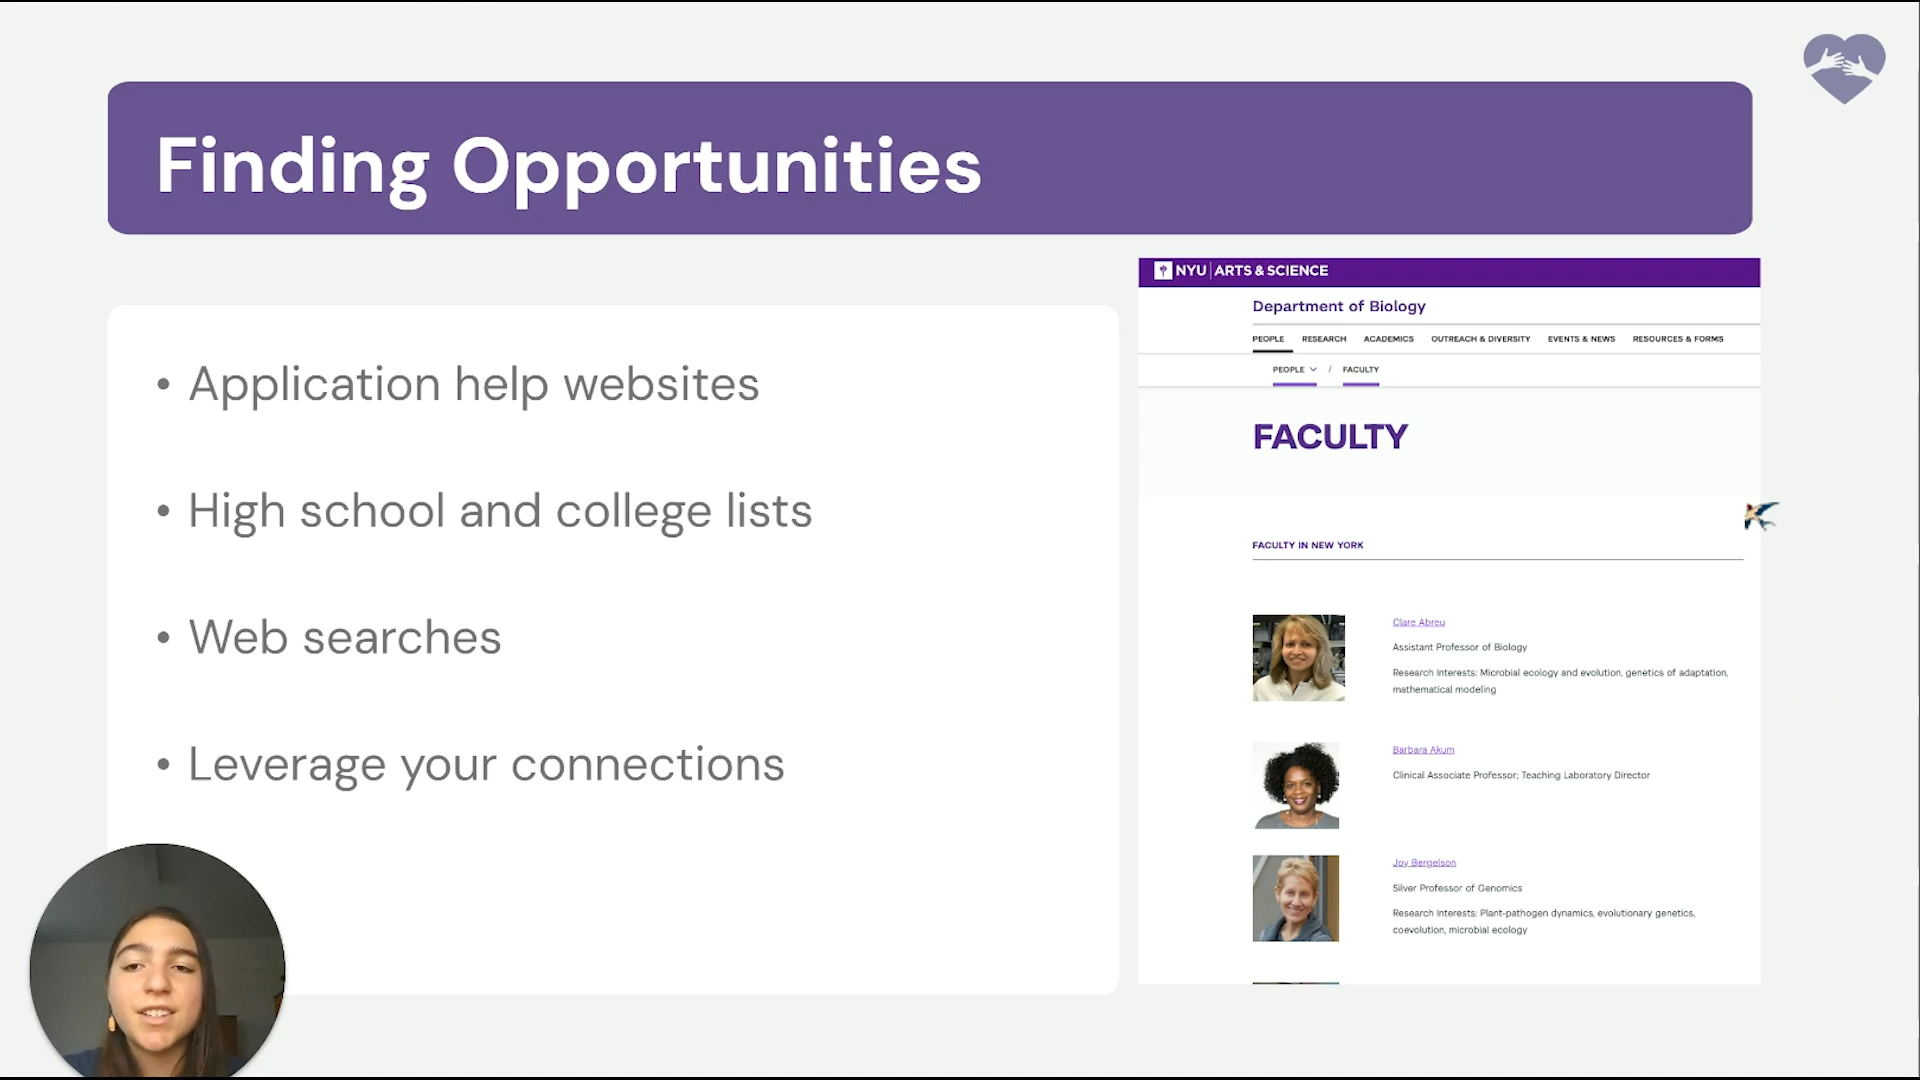 Finding Opportunities
• Application help websites
• High school and college lists
• Web searches
• Leverage your connections
NYU | ARTS & SCIENCE
Department of Biology
PEOPLE RESEARCH ACADEMICS OUTREACH & DIVERSITY EVENTS & NEWS RESOURCES & FORMS
PEOPLE / FACULTY
FACULTY
FACULTY IN NEW YORK
Clare Abreu
Assistant Professor of Biology
Research Interests: Microbial ecology and evolution, genetics of adaptation,
mathematical modeling
Barbara Akum
Clinical Associate Professor; Teaching Laboratory Director
Joy Bergelson
Silver Professor of Genomics
Research Interests: Plant-pathogen dynamics, evolutionary genetics,
coevolution, microbial ecology